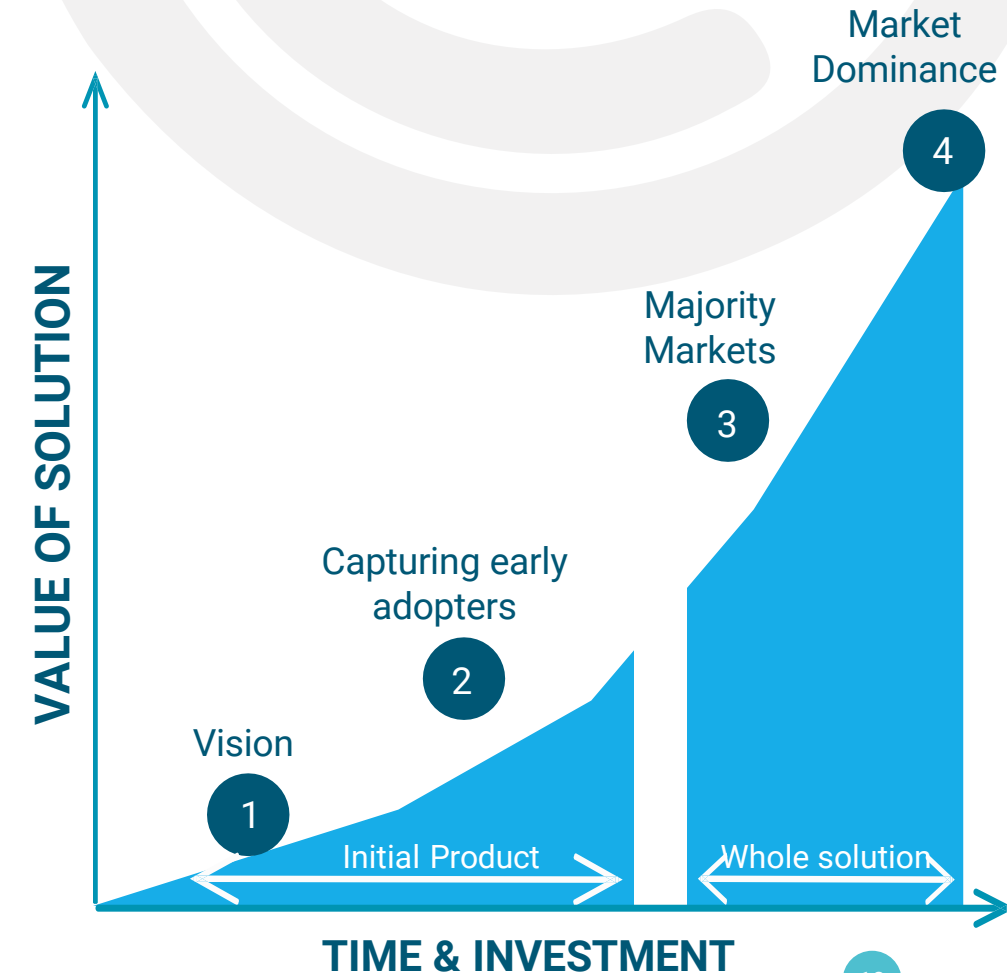 Market
Dominance
4
VALUE OF SOLUTION
Majority
Markets
3
Capturing early
adopters
2
Vision
1
Initial Product
Whole solution
TIME & INVESTMENT